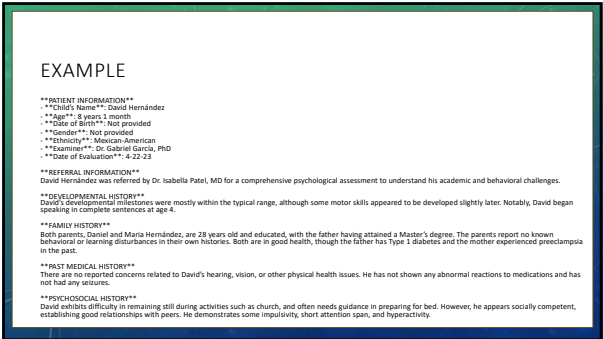 EXAMPLE
**PATIENT INFORMATION**
- **Child's Name**: David Hernández
- **Age**: 8 years 1 month
- **Date of Birth**: Not provided
- **Gender**: Not provided
- **Ethnicity**: Mexican-American
- **Examiner**: Dr. Gabriel García, PhD
- **Date of Evaluation**: 4-22-23
**REFERRAL INFORMATION**
David Hernández was referred by Dr. Isabella Patel, MD for a comprehensive psychological assessment to understand his academic and behavioral challenges.
**DEVELOPMENTAL HISTORY**
David's developmental milestones were mostly within the typical range, although some motor skills appeared to be developed slightly later. Notably, David began
speaking in complete sentences at age 4.
**FAMILY HISTORY**
Both parents, Daniel and Maria Hernández, are 28 years old and educated, with the father having attained a Master's degree. The parents report no known
behavioral or learning disturbances in their own histories. Both are in good health, though the father has Type 1 diabetes and the mother experienced preeclampsia
in the past.
**PAST MEDICAL HISTORY**
There are no reported concerns related to David's hearing, vision, or other physical health issues. He has not shown any abnormal reactions to medications and has
not had any seizures.
**PSYCHOSOCIAL HISTORY**
David exhibits difficulty in remaining still during activities such as church, and often needs guidance in preparing for bed. However, he appears socially competent,
establishing good relationships with peers. He demonstrates some impulsivity, short attention span, and hyperactivity.